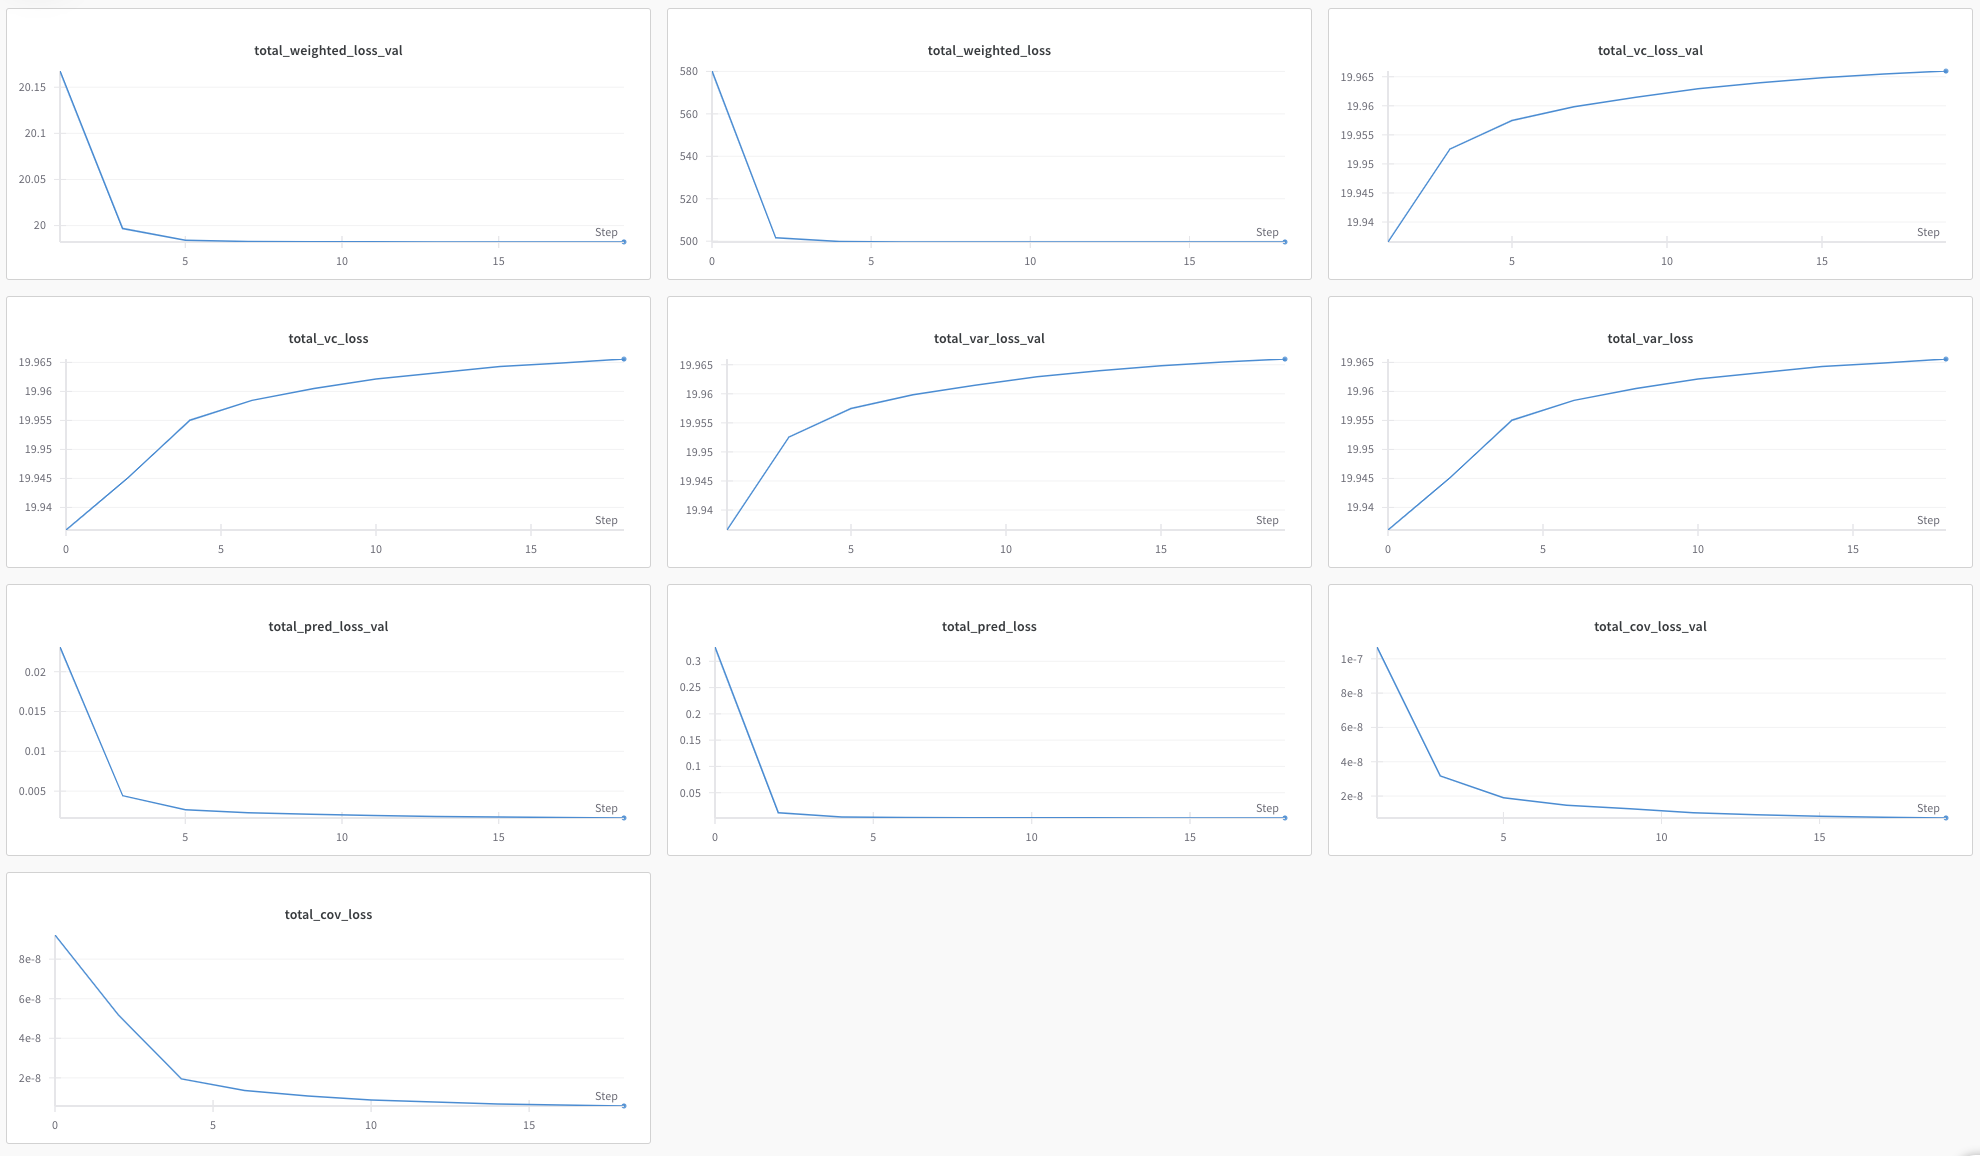 total_weighted_loss_val
20.15
20.1
20.05
20
Step
5 10 15
total_weighted_loss
580
560
540
520
500
Step
0 5 10 15
total_vc_loss_val
19.965
19.96
19.955
19.95
19.945
19.94
Step
5 10 15
total_vc_loss
19.965
19.96
19.955
19.95
19.945
19.94
Step
0 5 10 15
total_var_loss_val
19.965
19.96
19.955
19.95
19.945
19.94
Step
5 10 15
total_var_loss
19.965
19.96
19.955
19.95
19.945
19.94
Step
0 5 10 15
total_pred_loss_val
0.02
0.015
0.01
0.005
Step
5 10 15
total_pred_loss
0.3
0.25
0.2
0.15
0.1
0.05
Step
0 5 10 15
total_cov_loss_val
1e-7
8e-8
6e-8
4e-8
2e-8
Step
5 10 15
total_cov_loss
8e-8
6e-8
4e-8
2e-8
Step
0 5 10 15